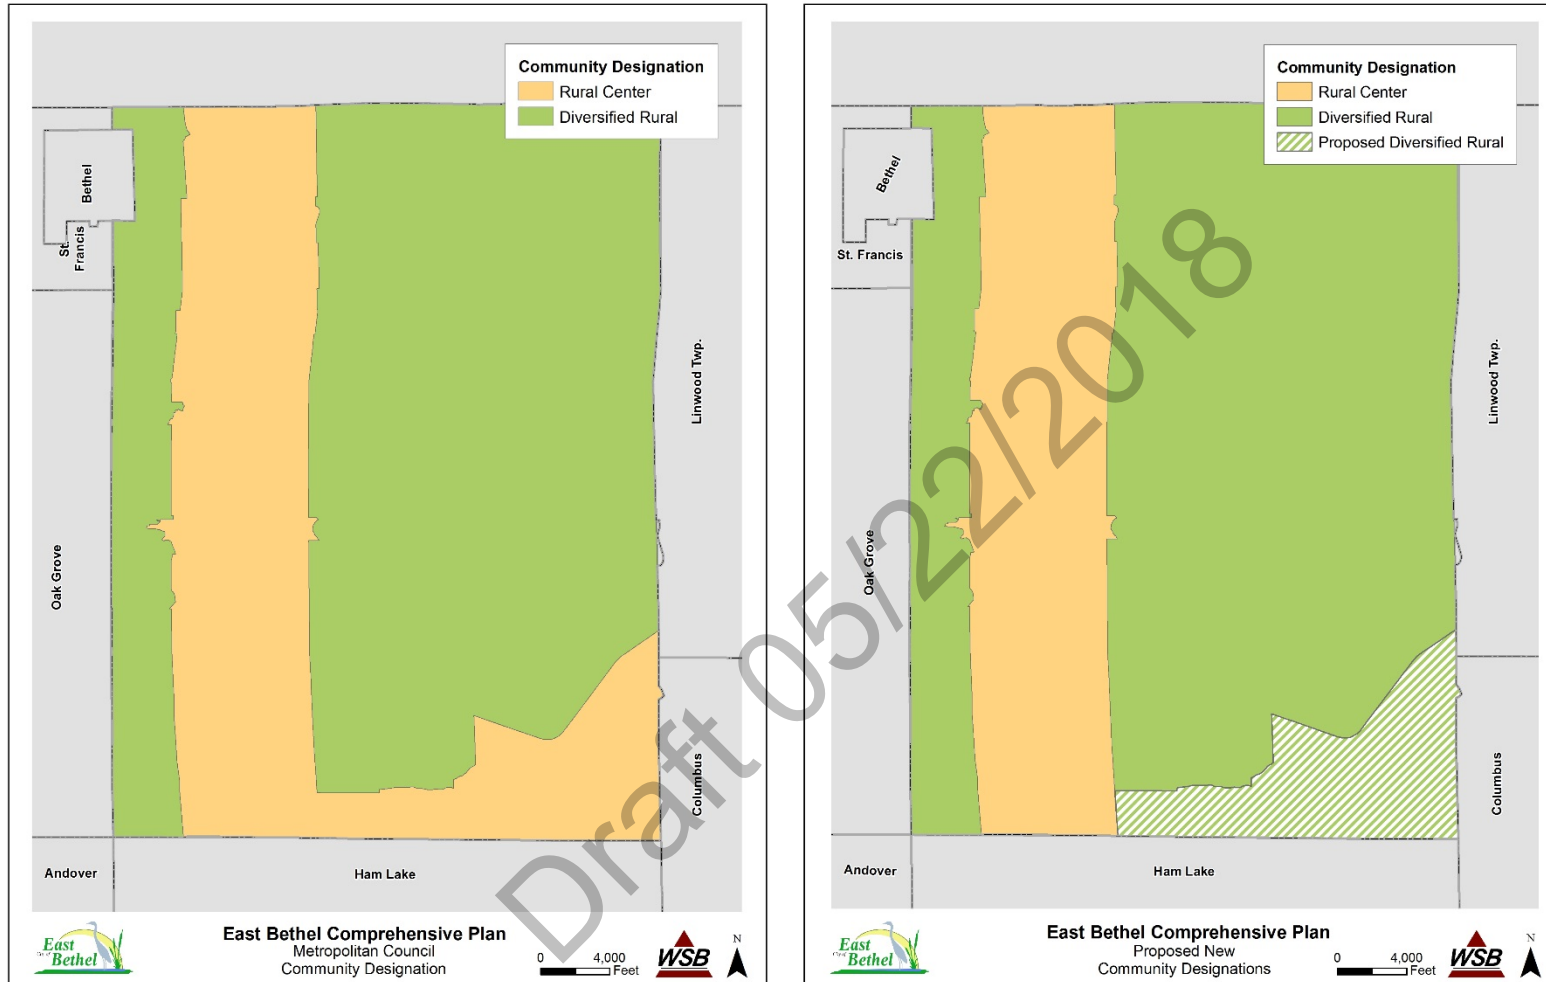 Community Designation
Rural Center
Diversified Rural
Bethel
St.
Francis
Linwood Twp.
Oak Grove
Columbus
Andover
Ham Lake
East
Bethel
East Bethel Comprehensive Plan
Metropolitan Council
Community Designation
0 4,000
Feet
WSB
N
Community Designation
Rural Center
Diversified Rural
Proposed Diversified Rural
Bethel
St. Francis
Linwood Twp.
Oak Grove
Columbus
Andover
Ham Lake
East
Bethel
East Bethel Comprehensive Plan
Proposed New
Community Designations
0 4,000
Feet
WSB
N
Draft 05/22/2018